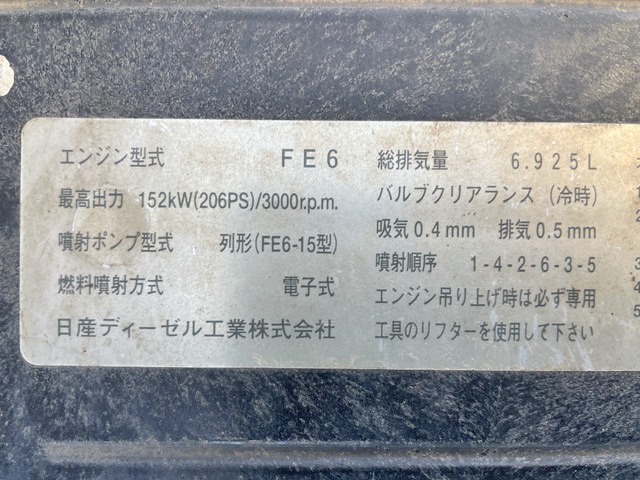 エンジン型式 FE6
最高出力 152kW(206PS)/3000r.p.m.
噴射ポンプ型式 列形(FE6-15型)
燃料噴射方式 電子式
日産ディーゼル工業株式会社
総排気量 6.925L
バルブクリアランス (冷時)
吸気0.4mm 排気0.5mm
噴射順序 1-4-2-6-3-5
エンジン吊り上げ時は必ず専用
工具のリフターを使用して下さい
3
4
5